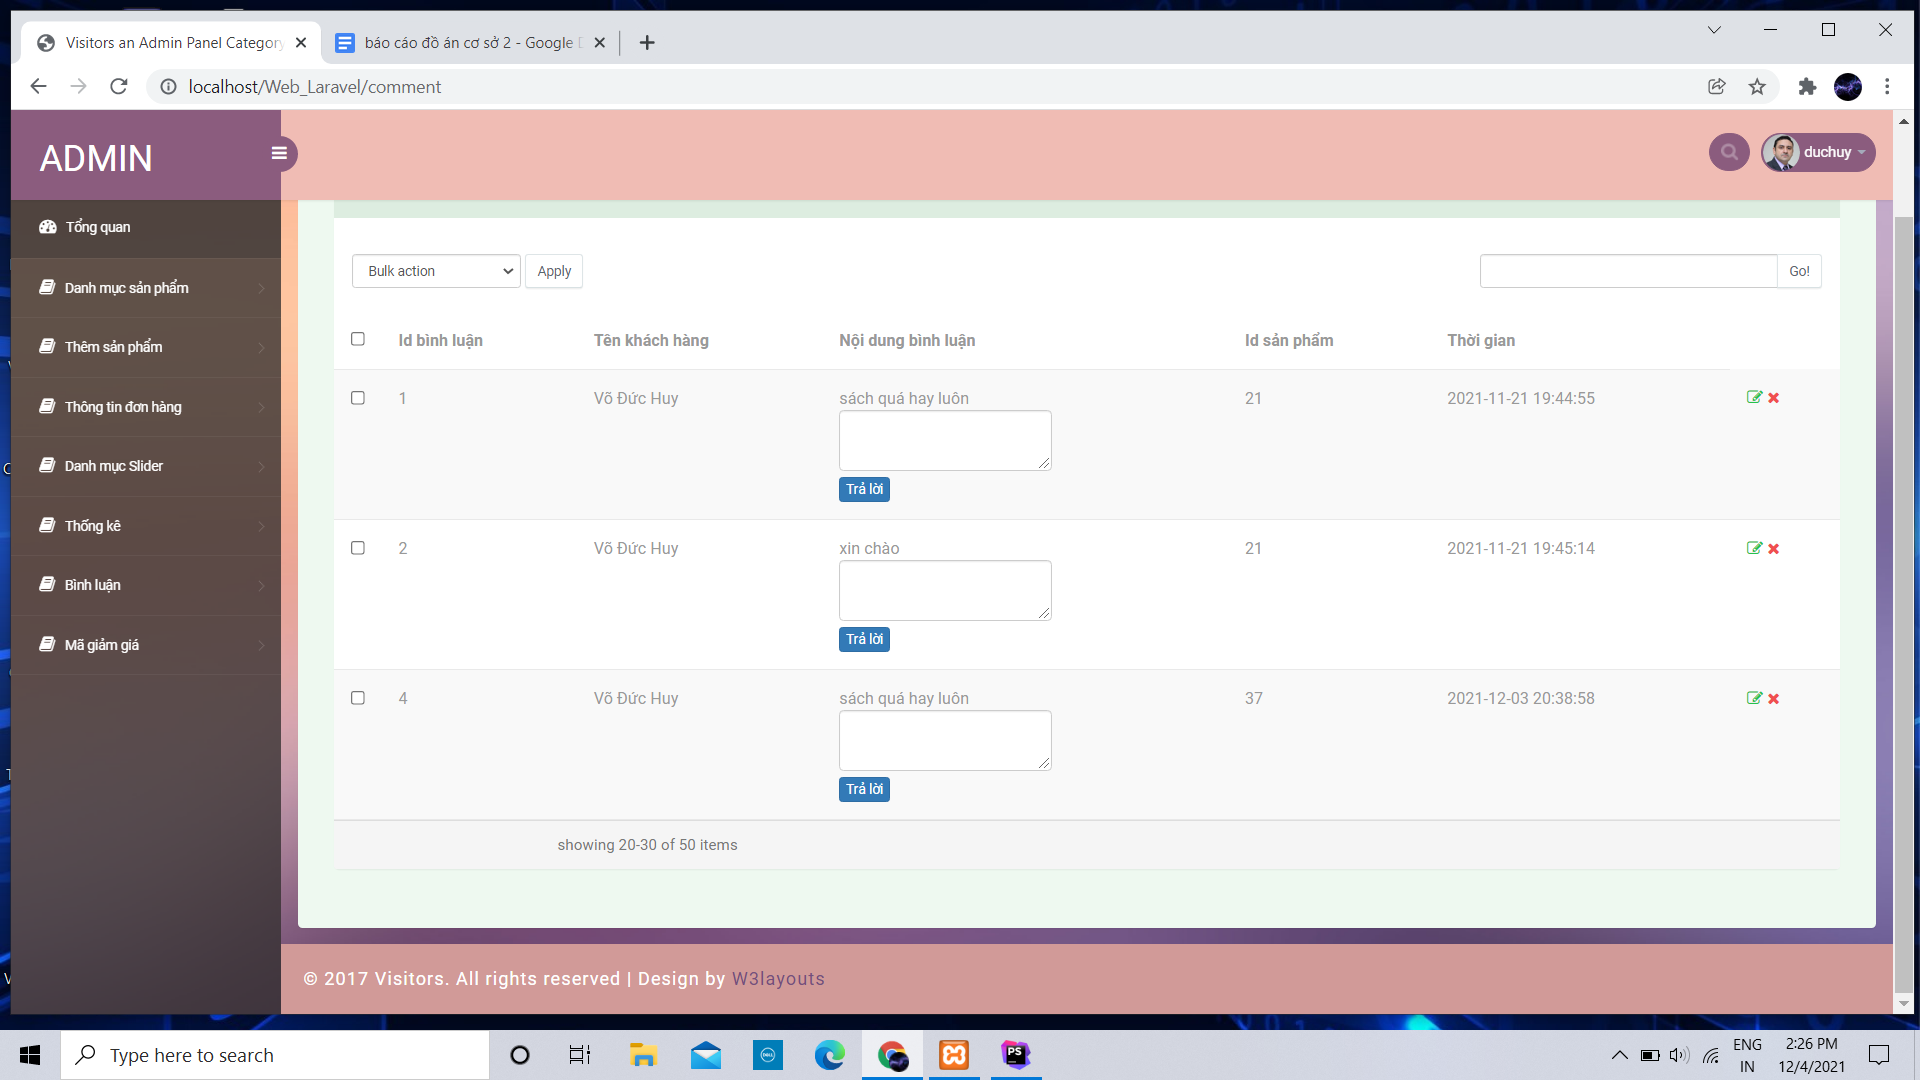 Visitors an Admin Panel Category
báo cáo đồ án cơ sở 2 - Google D
localhost/Web_Laravel/comment
ADMIN
duchuy
Tổng quan
Danh mục sản phẩm
Thêm sản phẩm
Thông tin đơn hàng
Danh mục Slider
Thống kê
Bình luận
Mã giảm giá
Bulk action
Apply
Go!
Id bình luận Tên khách hàng Nội dung bình luận Id sản phẩm Thời gian
1 Võ Đức Huy sách quá hay luôn 21 2021-11-21 19:44:55
Trả lời
2 Võ Đức Huy xin chào 21 2021-11-21 19:45:14
Trả lời
4 Võ Đức Huy sách quá hay luôn 37 2021-12-03 20:38:58
Trả lời
showing 20-30 of 50 items
© 2017 Visitors. All rights reserved | Design by W3layouts
Type here to search
DELL
PS
ENG
IN
2:26 PM
12/4/2021